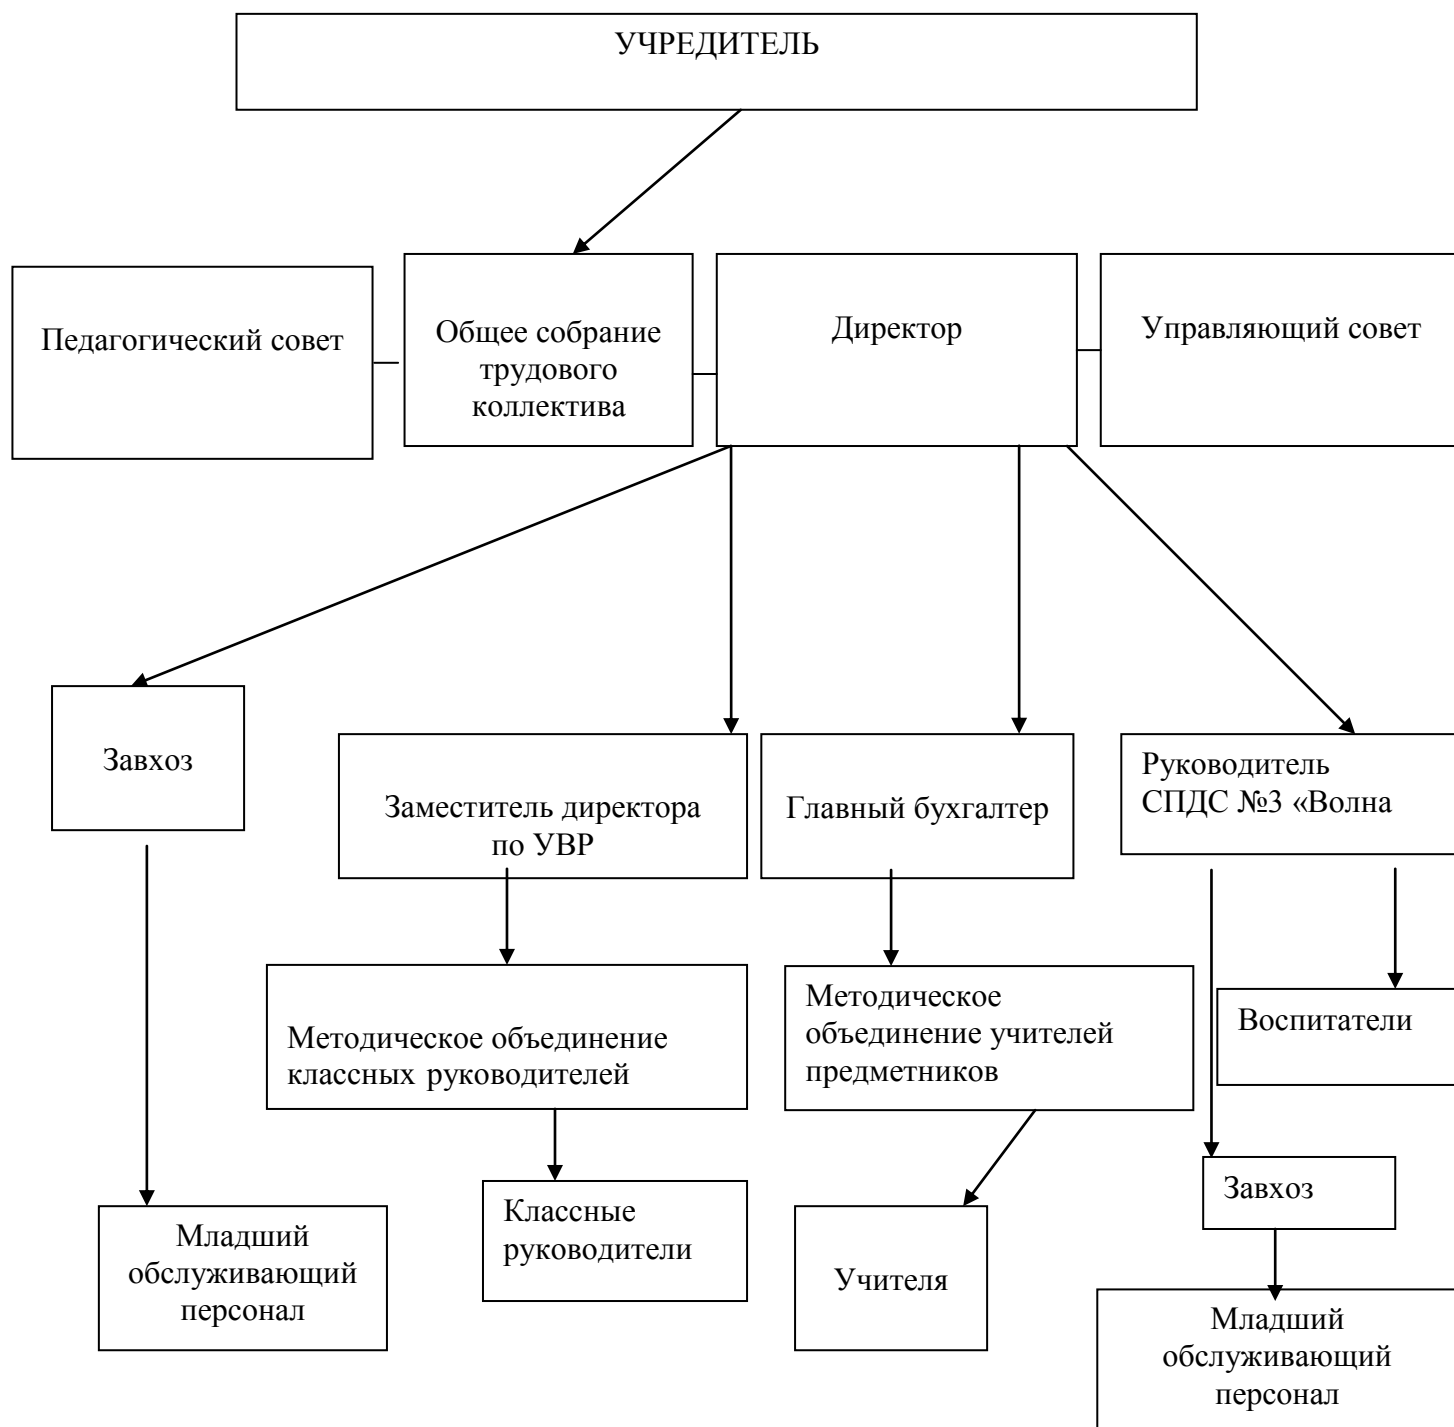 УЧРЕДИТЕЛЬ
Педагогический совет
Общее собрание
трудового
коллектива
Директор
Управляющий совет
Завхоз
Заместитель директора
по УВР
Главный бухгалтер
Руководитель
СПДС №3 «Волна
Методическое объединение
классных руководителей
Методическое
объединение учителей
предметников
Воспитатели
Младший
обслуживающий
персонал
Классные
руководители
Учителя
Завхоз
Младший
обслуживающий
персонал